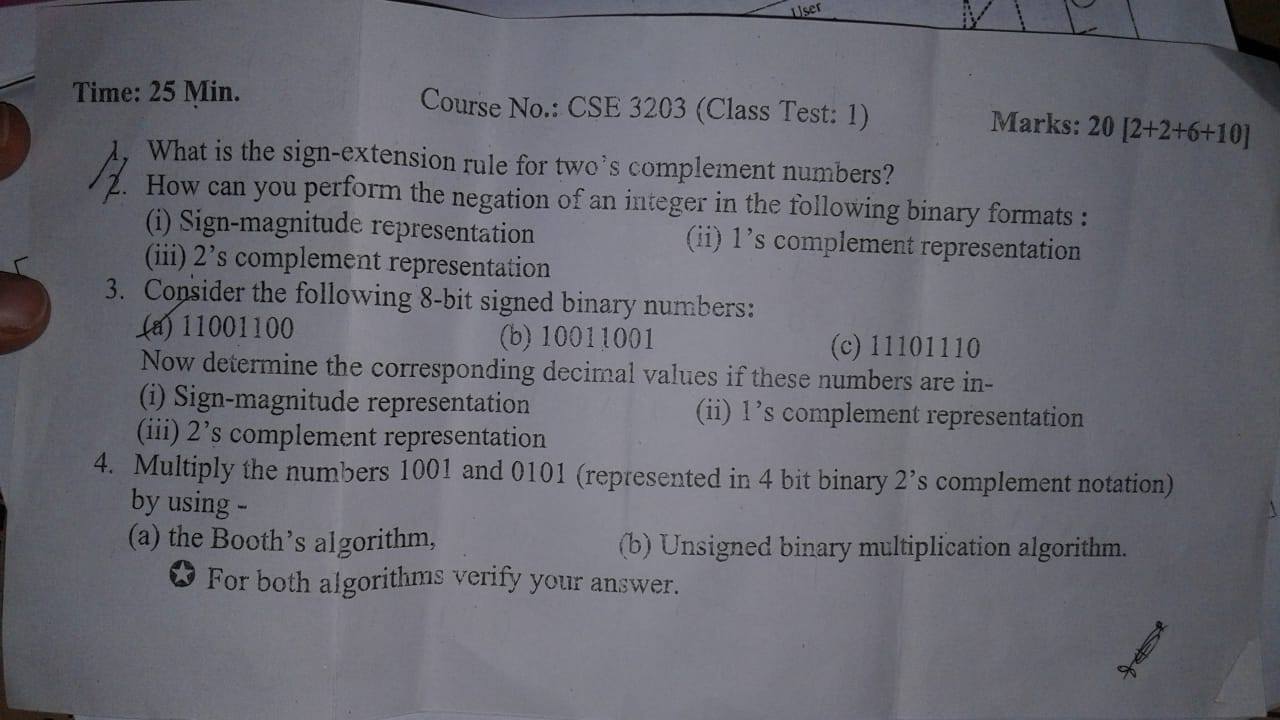 User
Time: 25 Min.
Course No.: CSE 3203 (Class Test: 1)
Marks: 20 [2+2+6+10]
1. What is the sign-extension rule for two's complement numbers?
2. How can you perform the negation of an integer in the following binary formats :
(i) Sign-magnitude representation (ii) 1's complement representation
(iii) 2's complement representation
3. Consider the following 8-bit signed binary numbers:
(a) 11001100 (b) 10011001 (c) 11101110
Now determine the corresponding decimal values if these numbers are in-
(i) Sign-magnitude representation (ii) 1's complement representation
(iii) 2's complement representation
4. Multiply the numbers 1001 and 0101 (represented in 4 bit binary 2's complement notation)
by using -
(a) the Booth's algorithm, (b) Unsigned binary multiplication algorithm.
For both algorithms verify your answer.